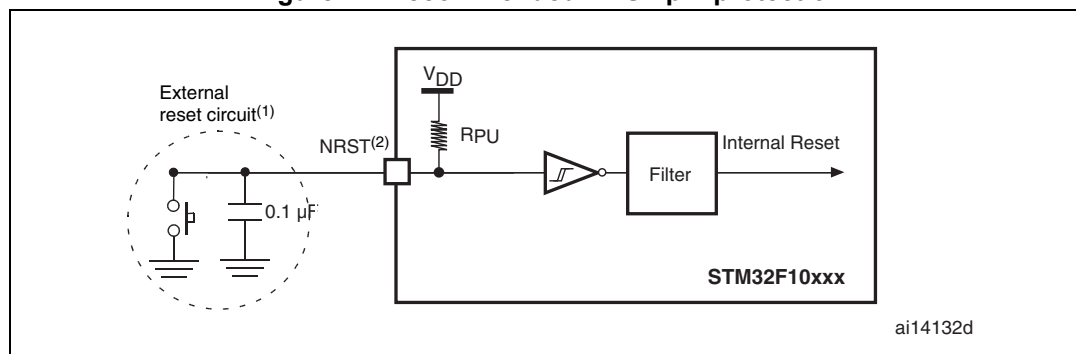 External
reset circuit(1)
VDD
RPU
NRST(2)
Internal Reset
Filter
0.1 µF
STM32F10xxx
ai14132d